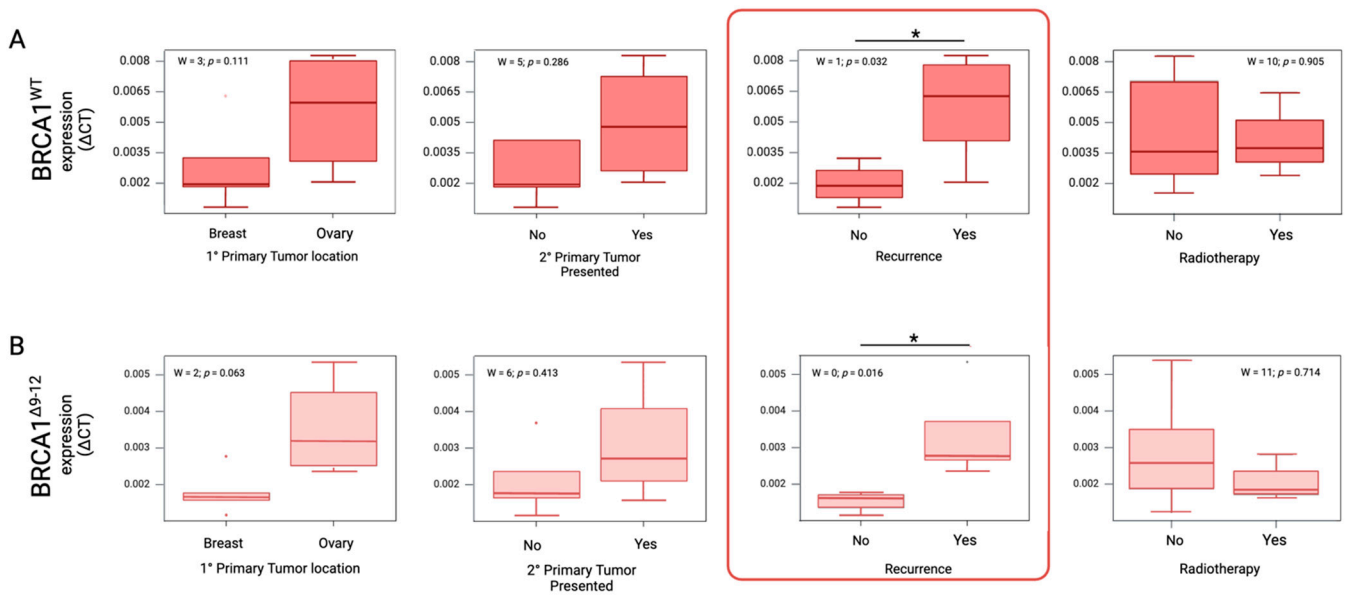 A
BRCA1WT
expression
(ΔCT)
0.008
0.0065
0.005
0.0035
0.002
W = 3; p = 0.111
Breast
Ovary
1° Primary Tumor location
0.008
0.0065
0.005
0.0035
0.002
W = 5; p = 0.286
No
Yes
2° Primary Tumor
Presented
0.008
0.0065
0.005
0.0035
0.002
*
W = 1; p = 0.032
No
Yes
Recurrence
0.008
0.0065
0.005
0.0035
0.002
W = 10; p = 0.905
No
Yes
Radiotherapy
B
BRCA1Δ9-12
expression
(ΔCT)
0.005
0.004
0.003
0.002
W = 2; p = 0.063
Breast
Ovary
1° Primary Tumor location
0.005
0.004
0.003
0.002
W = 6; p = 0.413
No
Yes
2° Primary Tumor
Presented
0.005
0.004
0.003
0.002
*
W = 0; p = 0.016
No
Yes
Recurrence
0.005
0.004
0.003
0.002
W = 11; p = 0.714
No
Yes
Radiotherapy